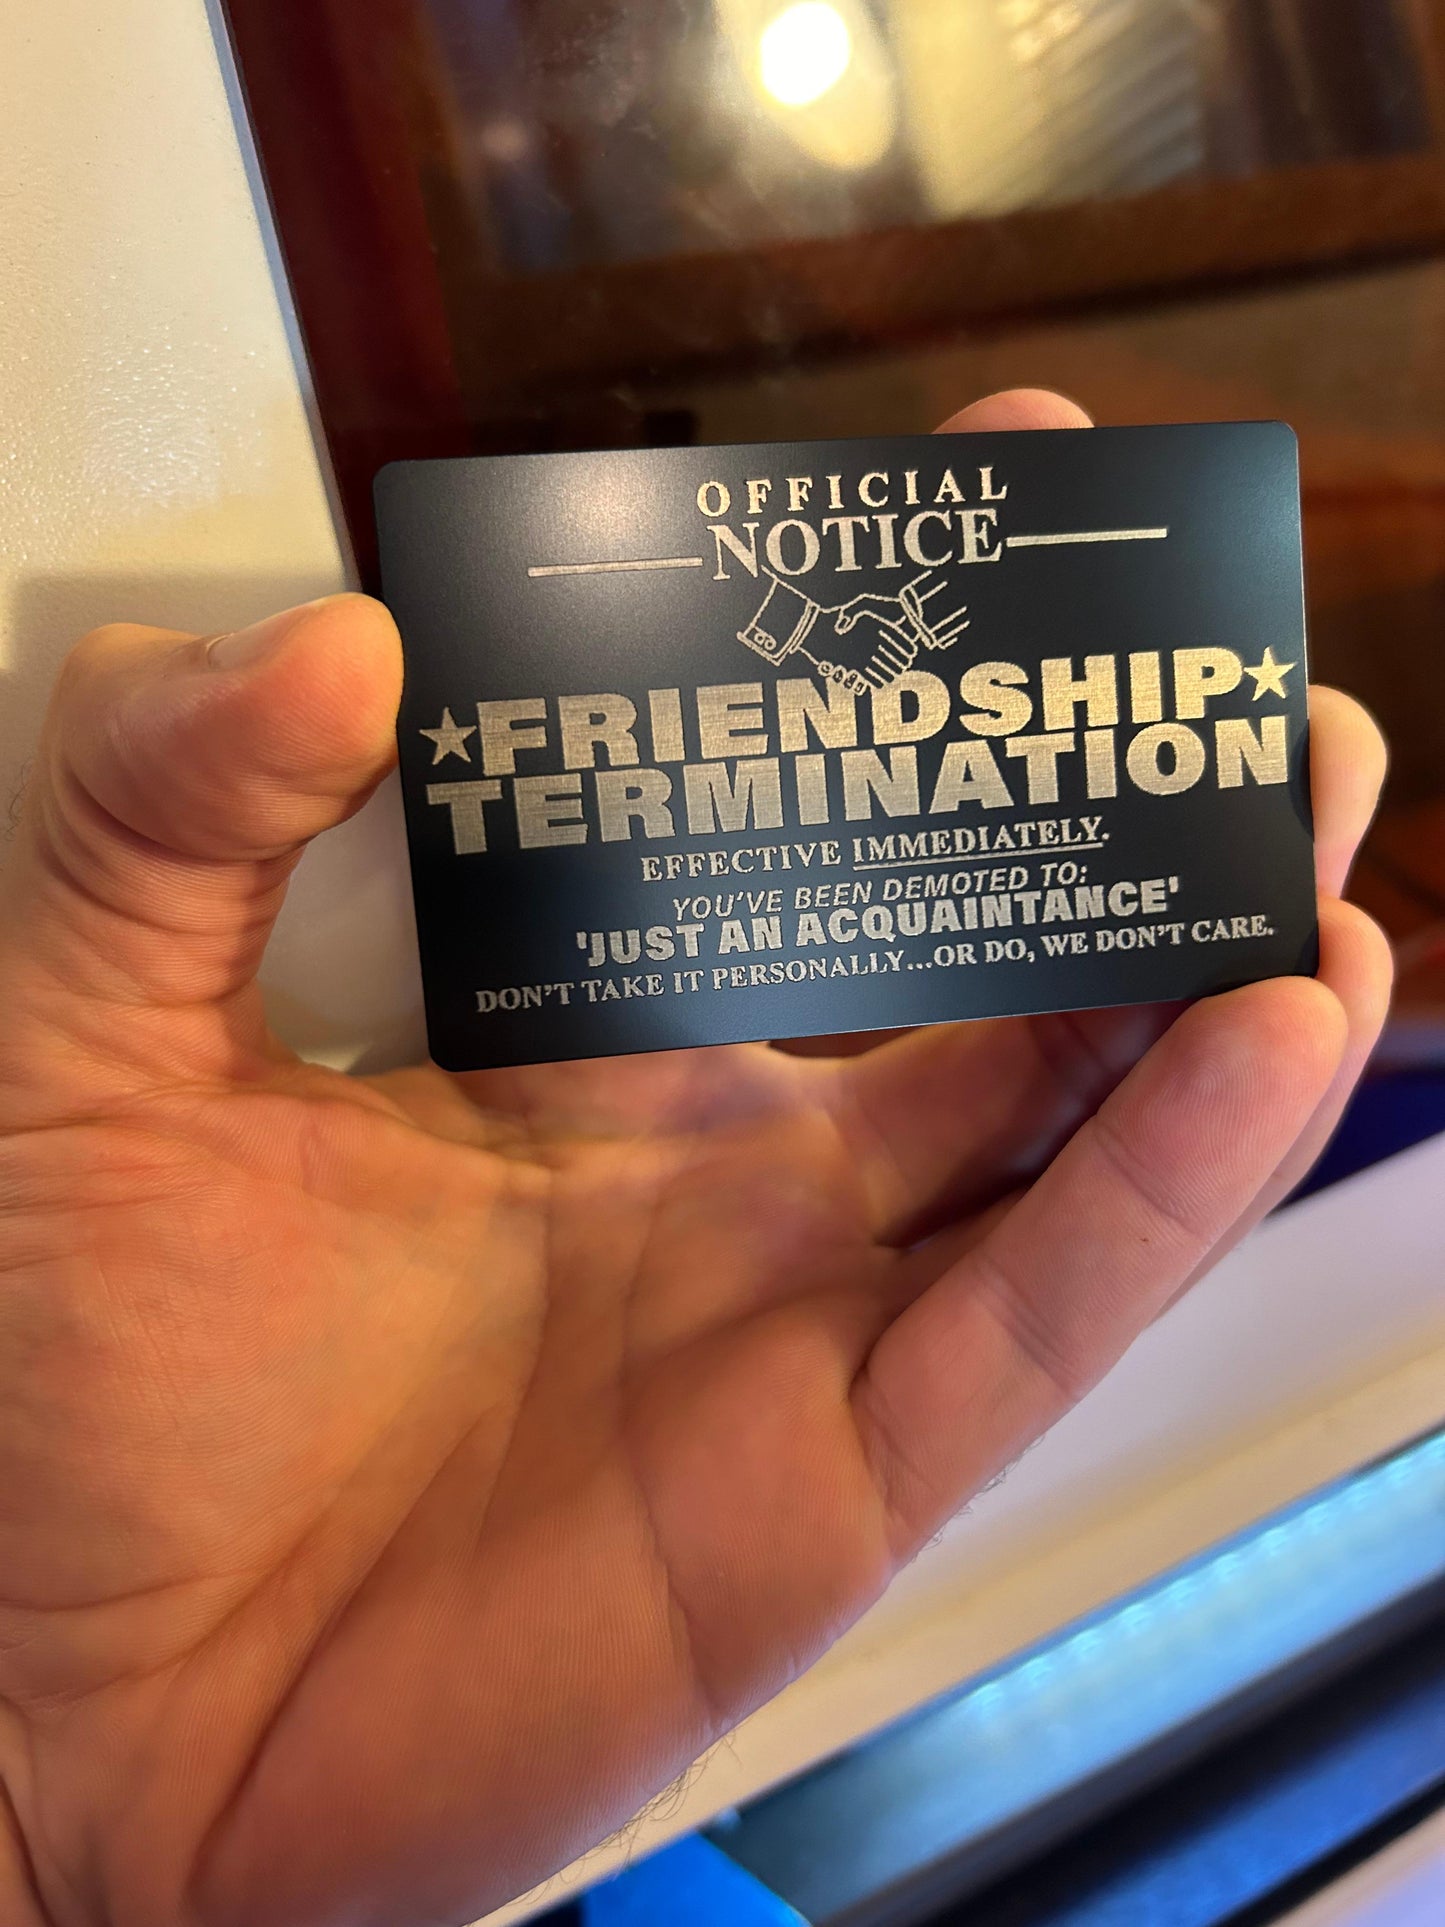 OFFICIAL
NOTICE
FRIENDSHIP
TERMINATION
EFFECTIVE IMMEDIATELY.
YOU'VE BEEN DEMOTED TO:
'JUST AN ACQUAINTANCE'
DON'T TAKE IT PERSONALLY...OR DO, WE DON'T CARE.